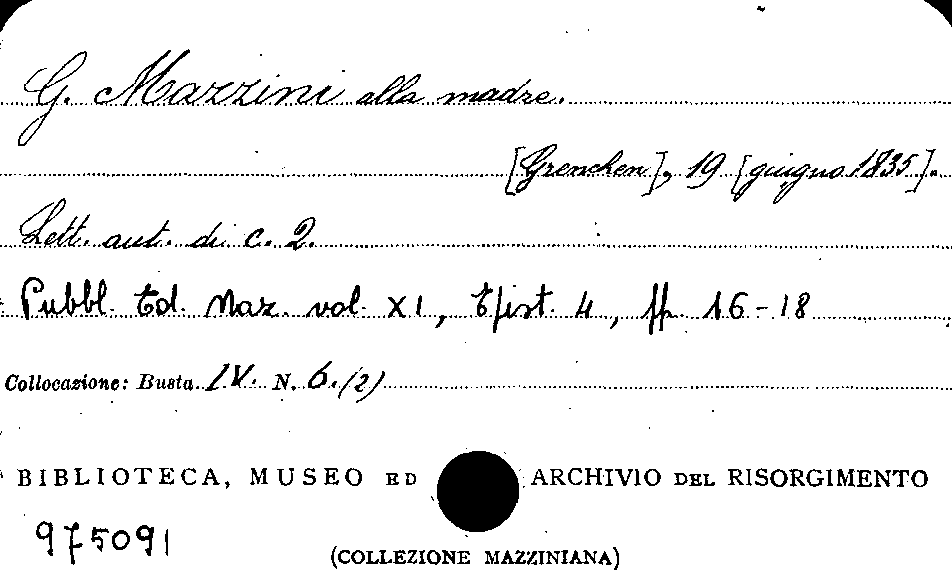 G. Mazzini alla madre.
[Grenchen], 19 [giugno 1835].
Lett. aut. di c. 2.
Pubbl. Ed. Naz. vol. XI, Epist. 4, pp. 16-18
Collocazione: Busta IV. N. 6.(2)
BIBLIOTECA, MUSEO ED ARCHIVIO DEL RISORGIMENTO
975091
(COLLEZIONE MAZZINIANA)